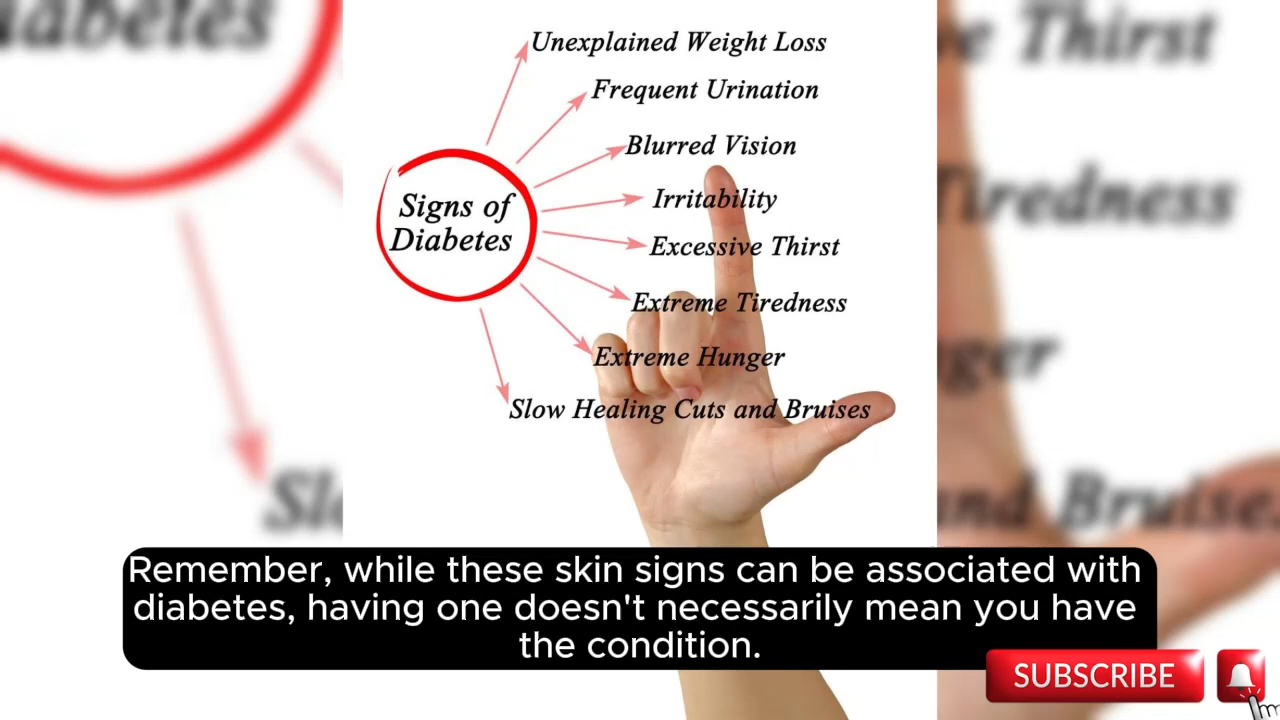 Unexplained Weight Loss
Frequent Urination
Blurred Vision
Irritability
Signs of
Diabetes
Excessive Thirst
Extreme Tiredness
Extreme Hunger
Slow Healing Cuts and Bruises
Remember, while these skin signs can be associated with
diabetes, having one doesn't necessarily mean you have
the condition.
SUBSCRIBE